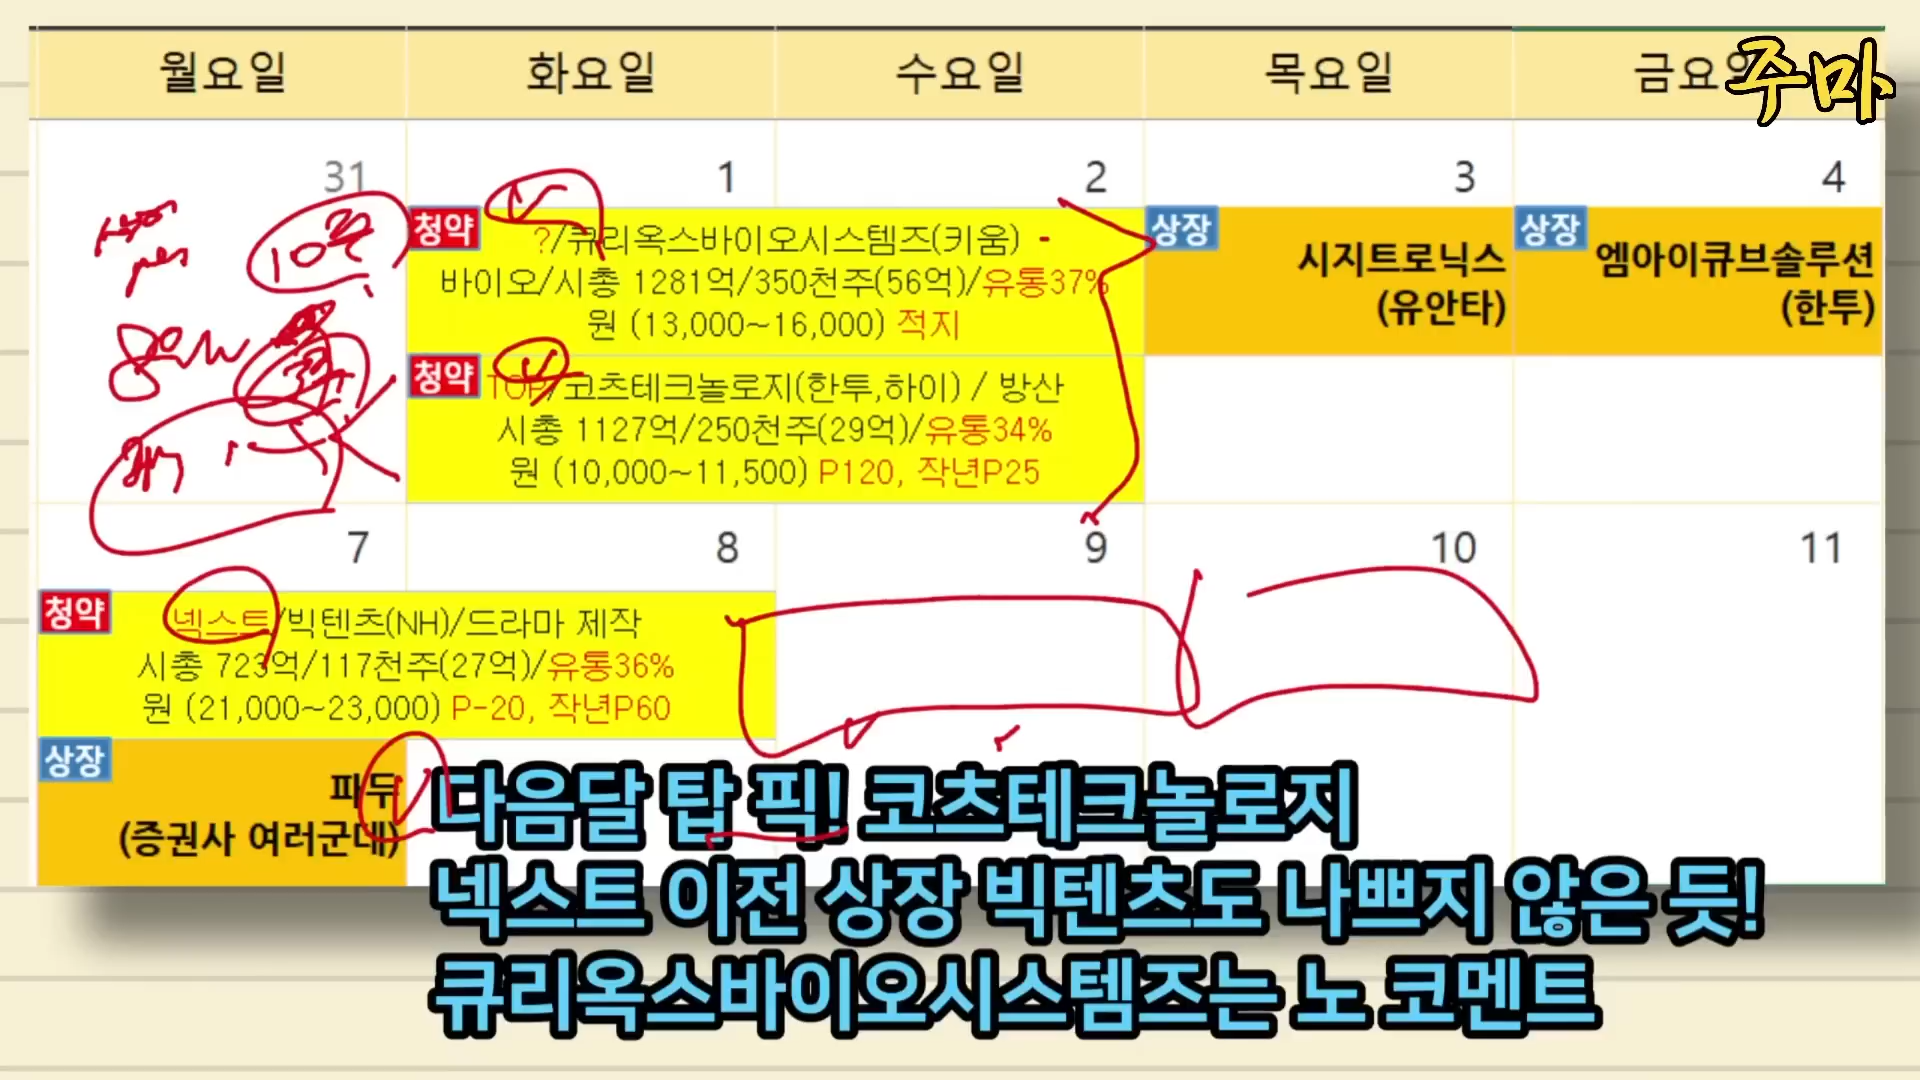 월요일 화요일 수요일 목요일 금요일
주마
31 1 2 3 4
청약
?/큐리옥스바이오시스템즈(키움)
바이오/시총 1281억/350천주(56억)/유통37%
원 (13,000~16,000) 적지
상장
시지트로닉스
(유안타)
상장
엠아이큐브솔루션
(한투)
10주
청약
TOP/코츠테크놀로지(한투,하이) / 방산
시총 1127억/250천주(29억)/유통34%
원 (10,000~11,500) P120, 작년P25
7 8 9 10 11
청약
넥스트/빅텐츠(NH)/드라마 제작
시총 723억/117천주(27억)/유통36%
원 (21,000~23,000) P-20, 작년P60
상장
파두
(증권사 여러군데)
다음달 탑 픽! 코츠테크놀로지
넥스트 이전 상장 빅텐츠도 나쁘지 않은 듯!
큐리옥스바이오시스템즈는 노 코멘트